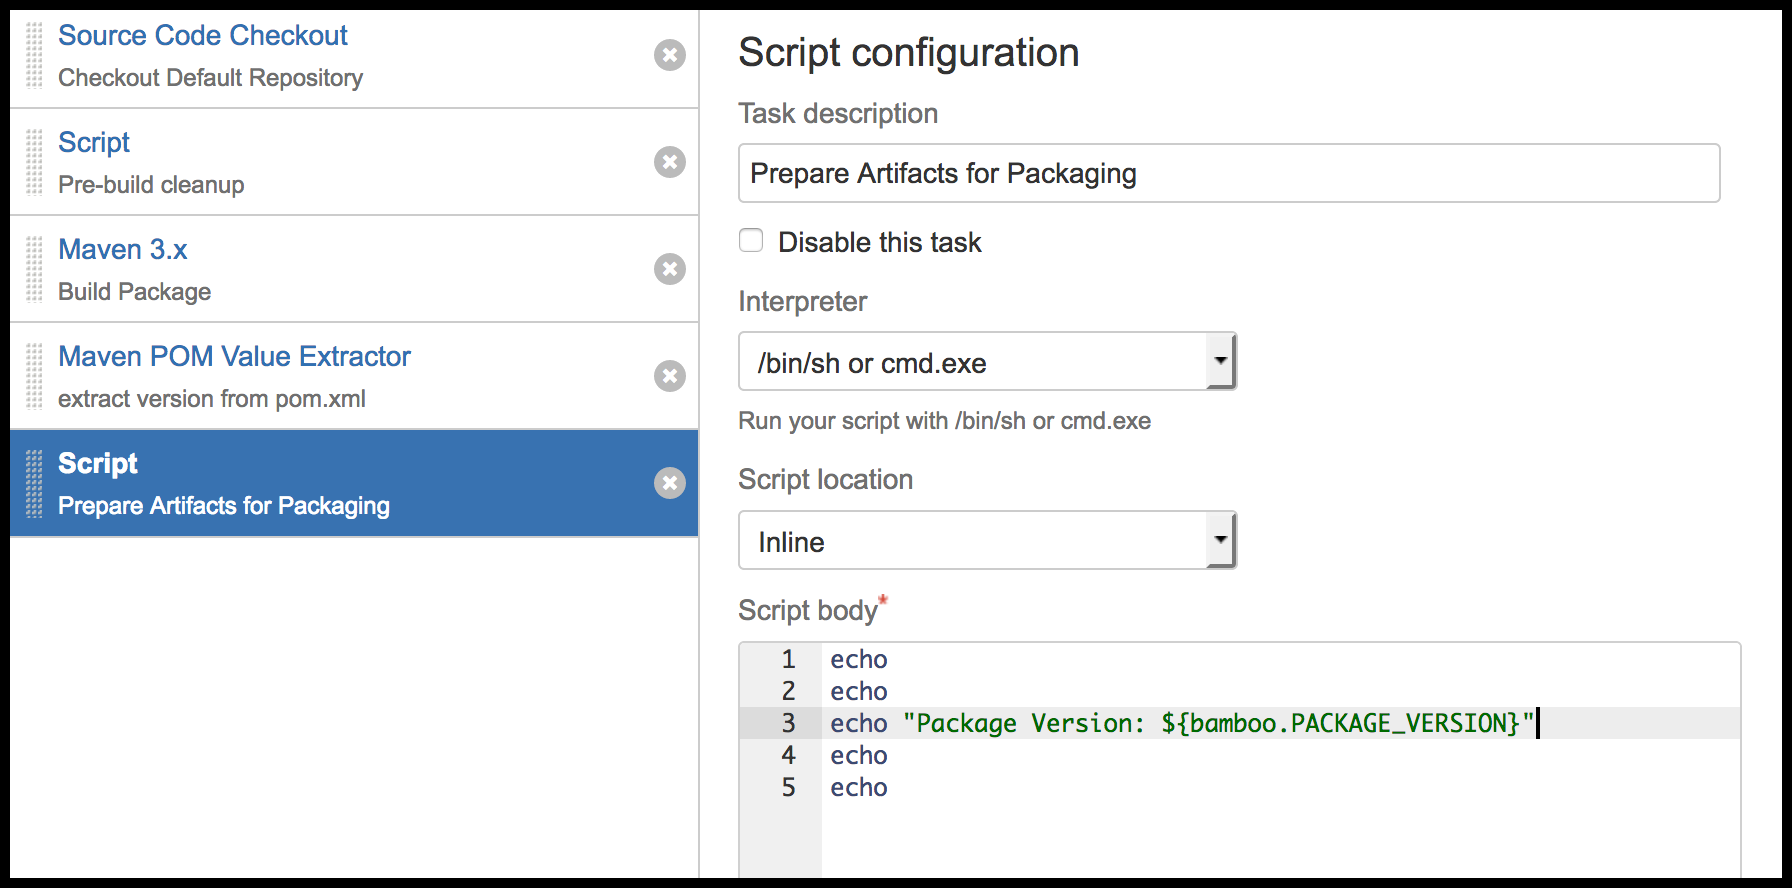 Source Code Checkout
Checkout Default Repository
Script
Pre-build cleanup
Maven 3.x
Build Package
Maven POM Value Extractor
extract version from pom.xml
Script
Prepare Artifacts for Packaging
Script configuration
Task description
Prepare Artifacts for Packaging
Disable this task
Interpreter
/bin/sh or cmd.exe
Run your script with /bin/sh or cmd.exe
Script location
Inline
Script body*
1 echo
2 echo
3 echo "Package Version: ${bamboo.PACKAGE_VERSION}"
4 echo
5 echo